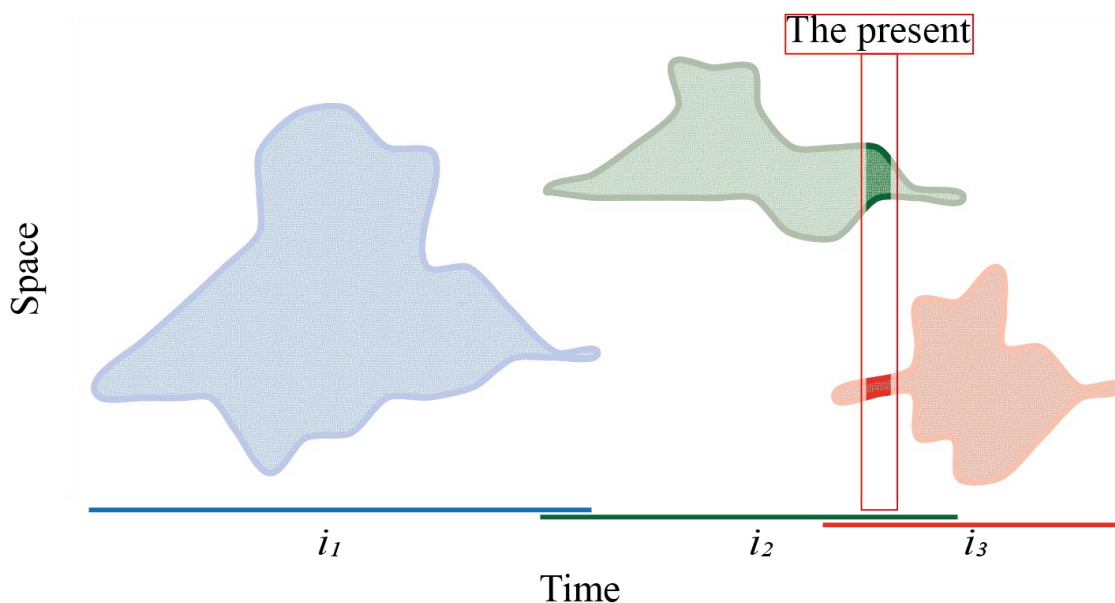 The present
Space
i₁
i₂
i₃
Time